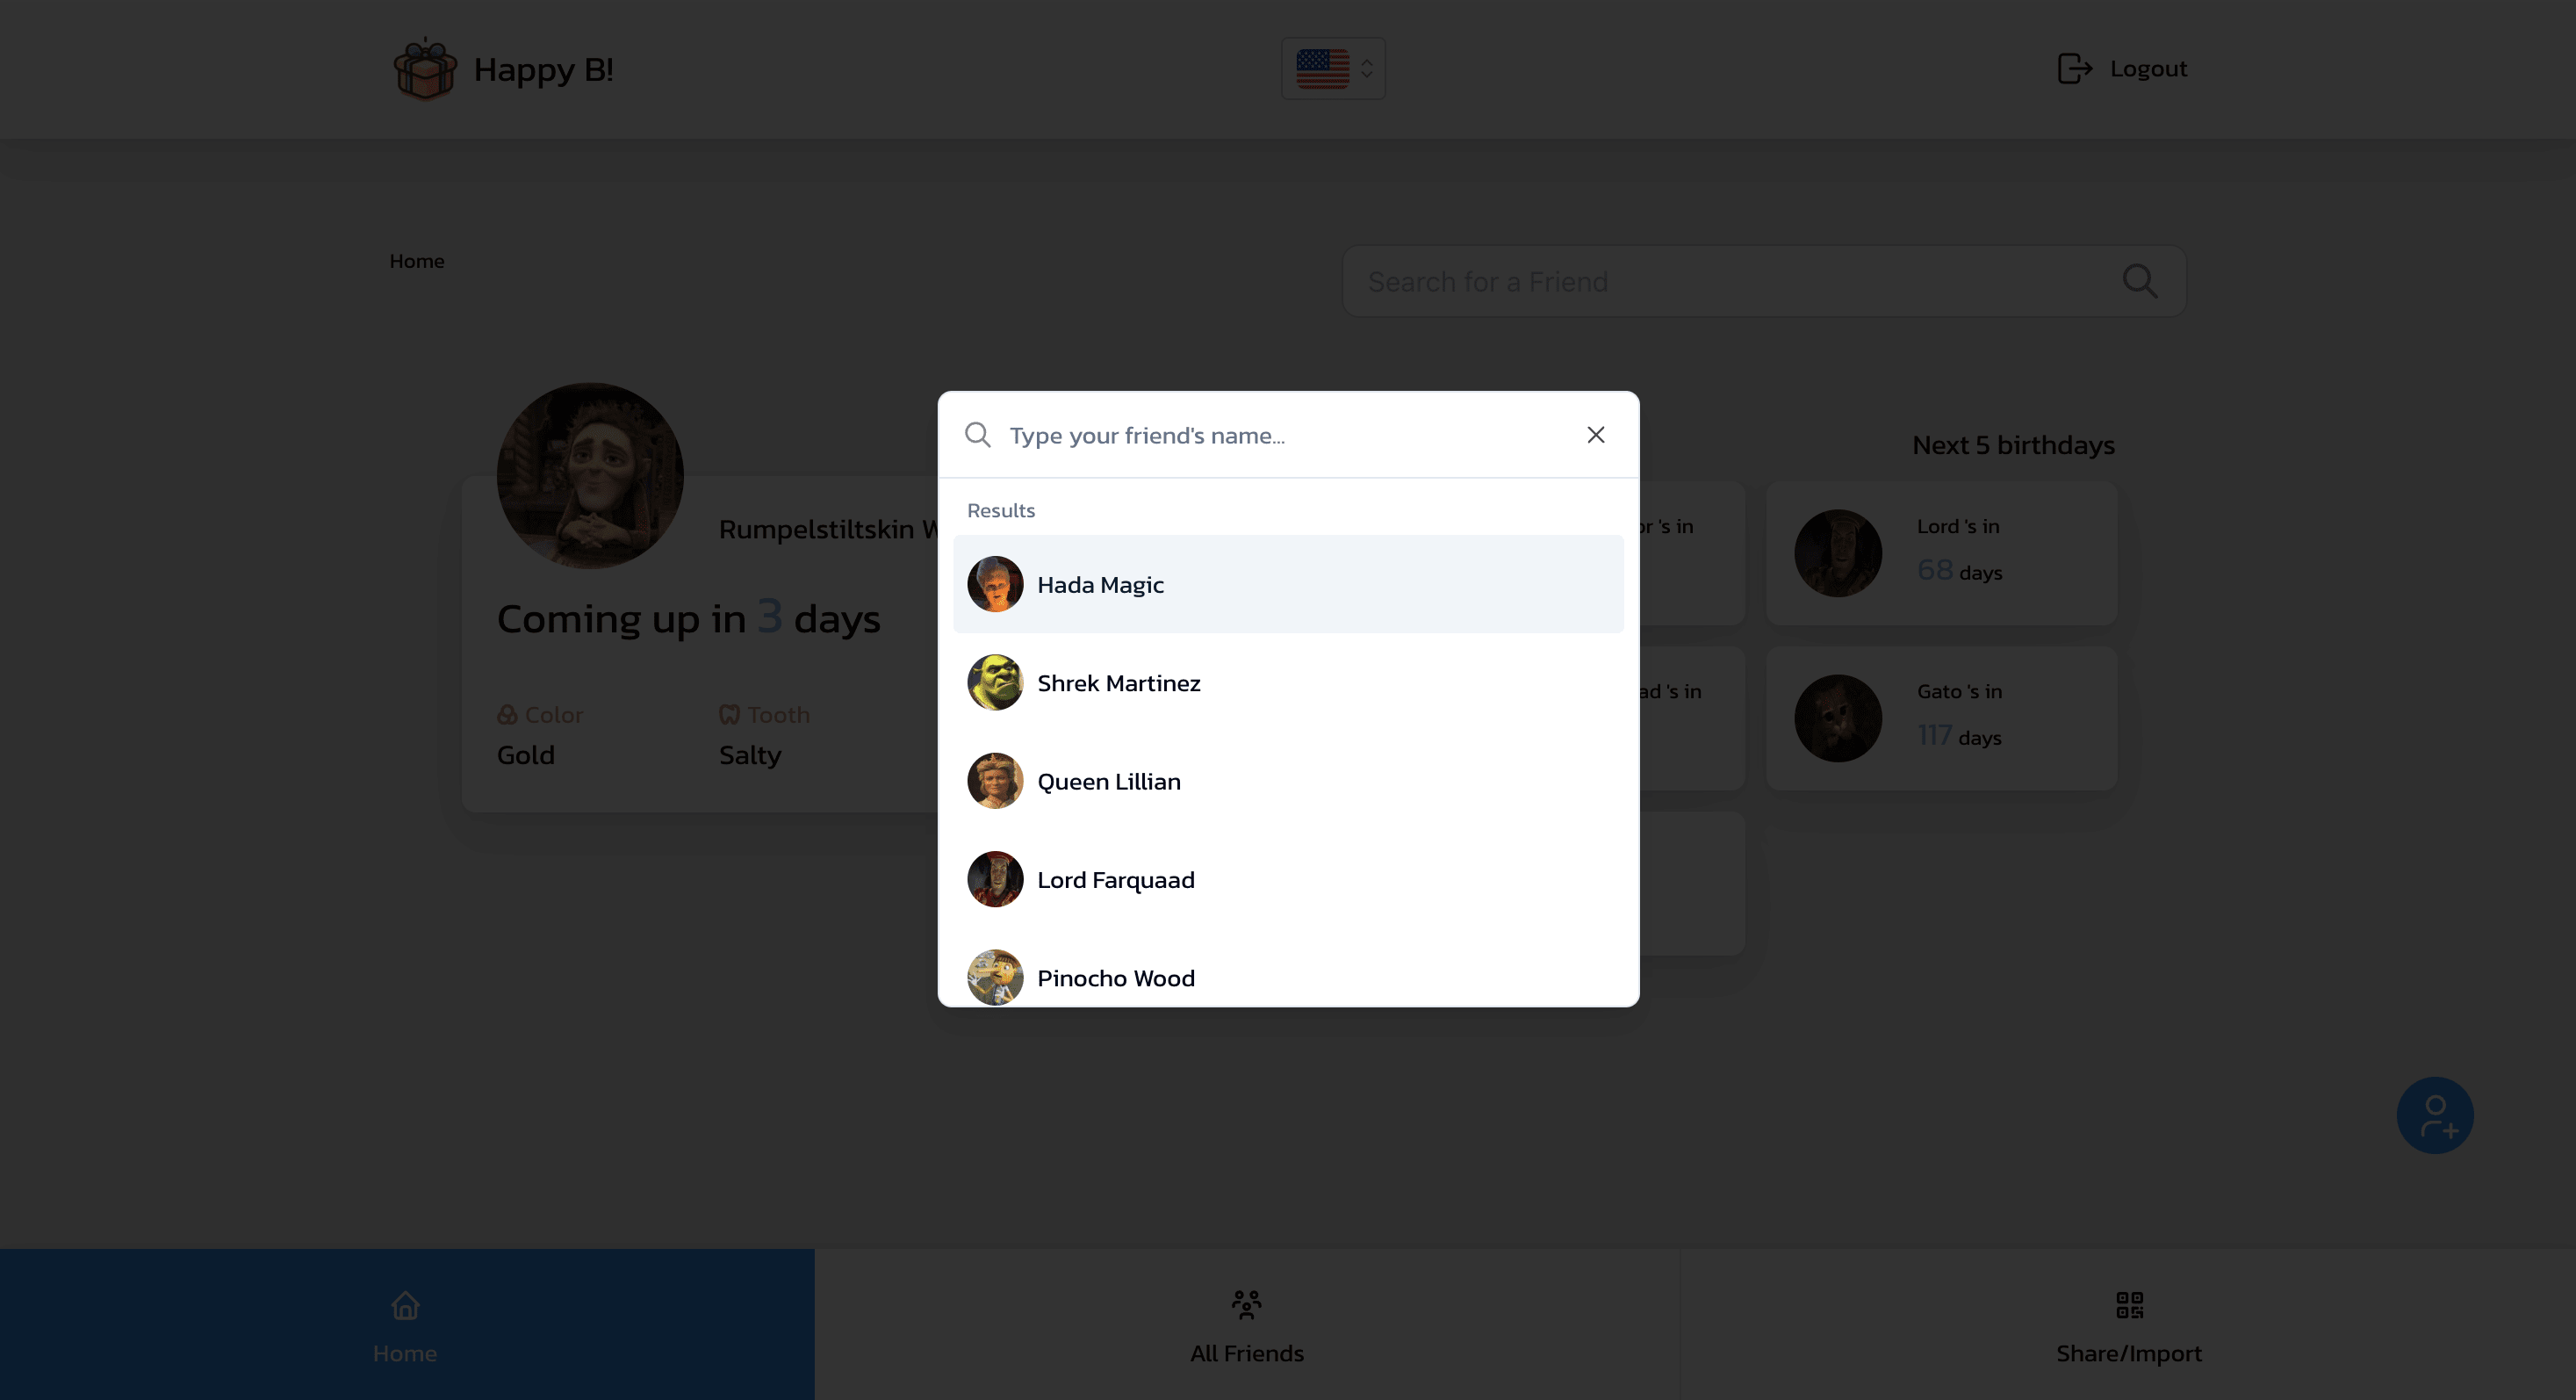 Happy B!
Logout
Home
Search for a Friend
Type your friend's name...
Results
Hada Magic
Shrek Martinez
Queen Lillian
Lord Farquaad
Pinocho Wood
Rumpelstiltskin
Coming up in 3 days
Color
Tooth
Gold
Salty
Next 5 birthdays
's in
Lord 's in
68 days
's in
Gato 's in
117 days
Home
All Friends
Share/Import